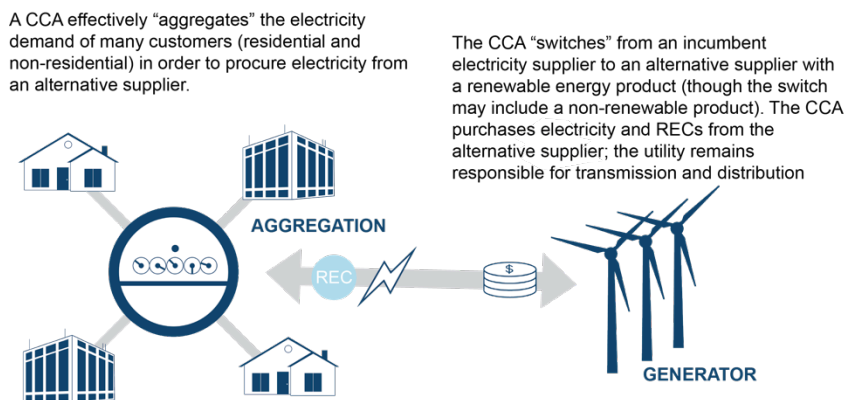 A CCA effectively “aggregates” the electricity
demand of many customers (residential and
non-residential) in order to procure electricity from
an alternative supplier.
The CCA “switches” from an incumbent
electricity supplier to an alternative supplier with
a renewable energy product (though the switch
may include a non-renewable product). The CCA
purchases electricity and RECs from the
alternative supplier; the utility remains
responsible for transmission and distribution
AGGREGATION
REC
$
GENERATOR